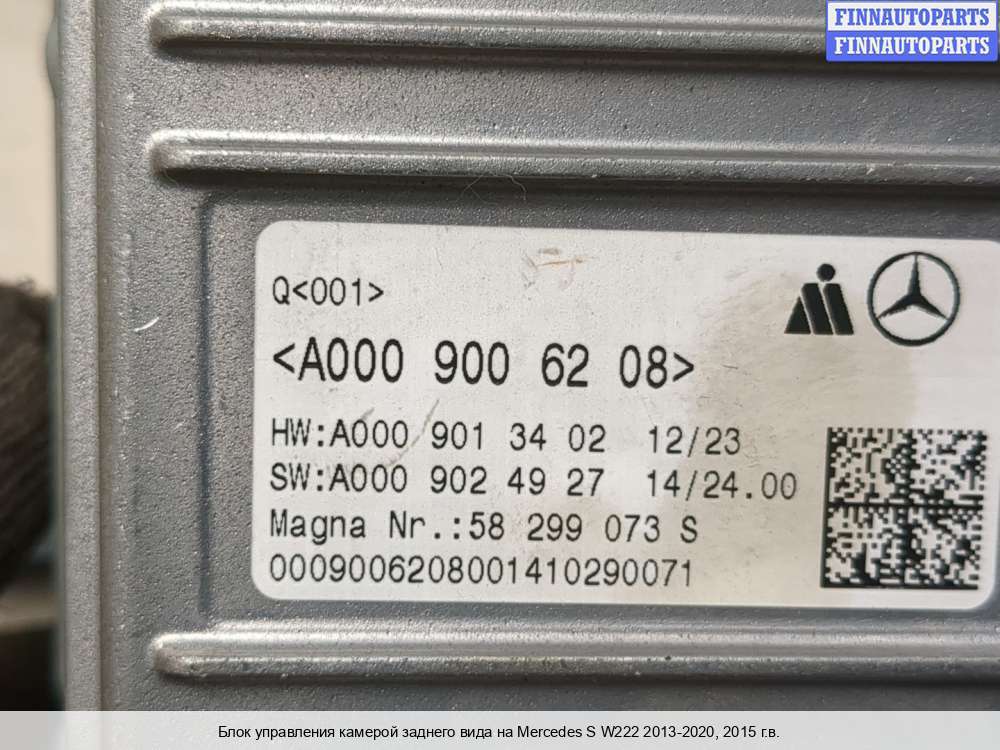 FINNAUTOPARTS
FINNAUTOPARTS
Q<001>
<A000 900 62 08>
HW:A000 901 34 02 12/23
SW:A000 902 49 27 14/24.00
Magna Nr.:58 299 073 S
0009006208001410290071
Блок управления камерой заднего вида на Mercedes S W222 2013-2020, 2015 г.в.